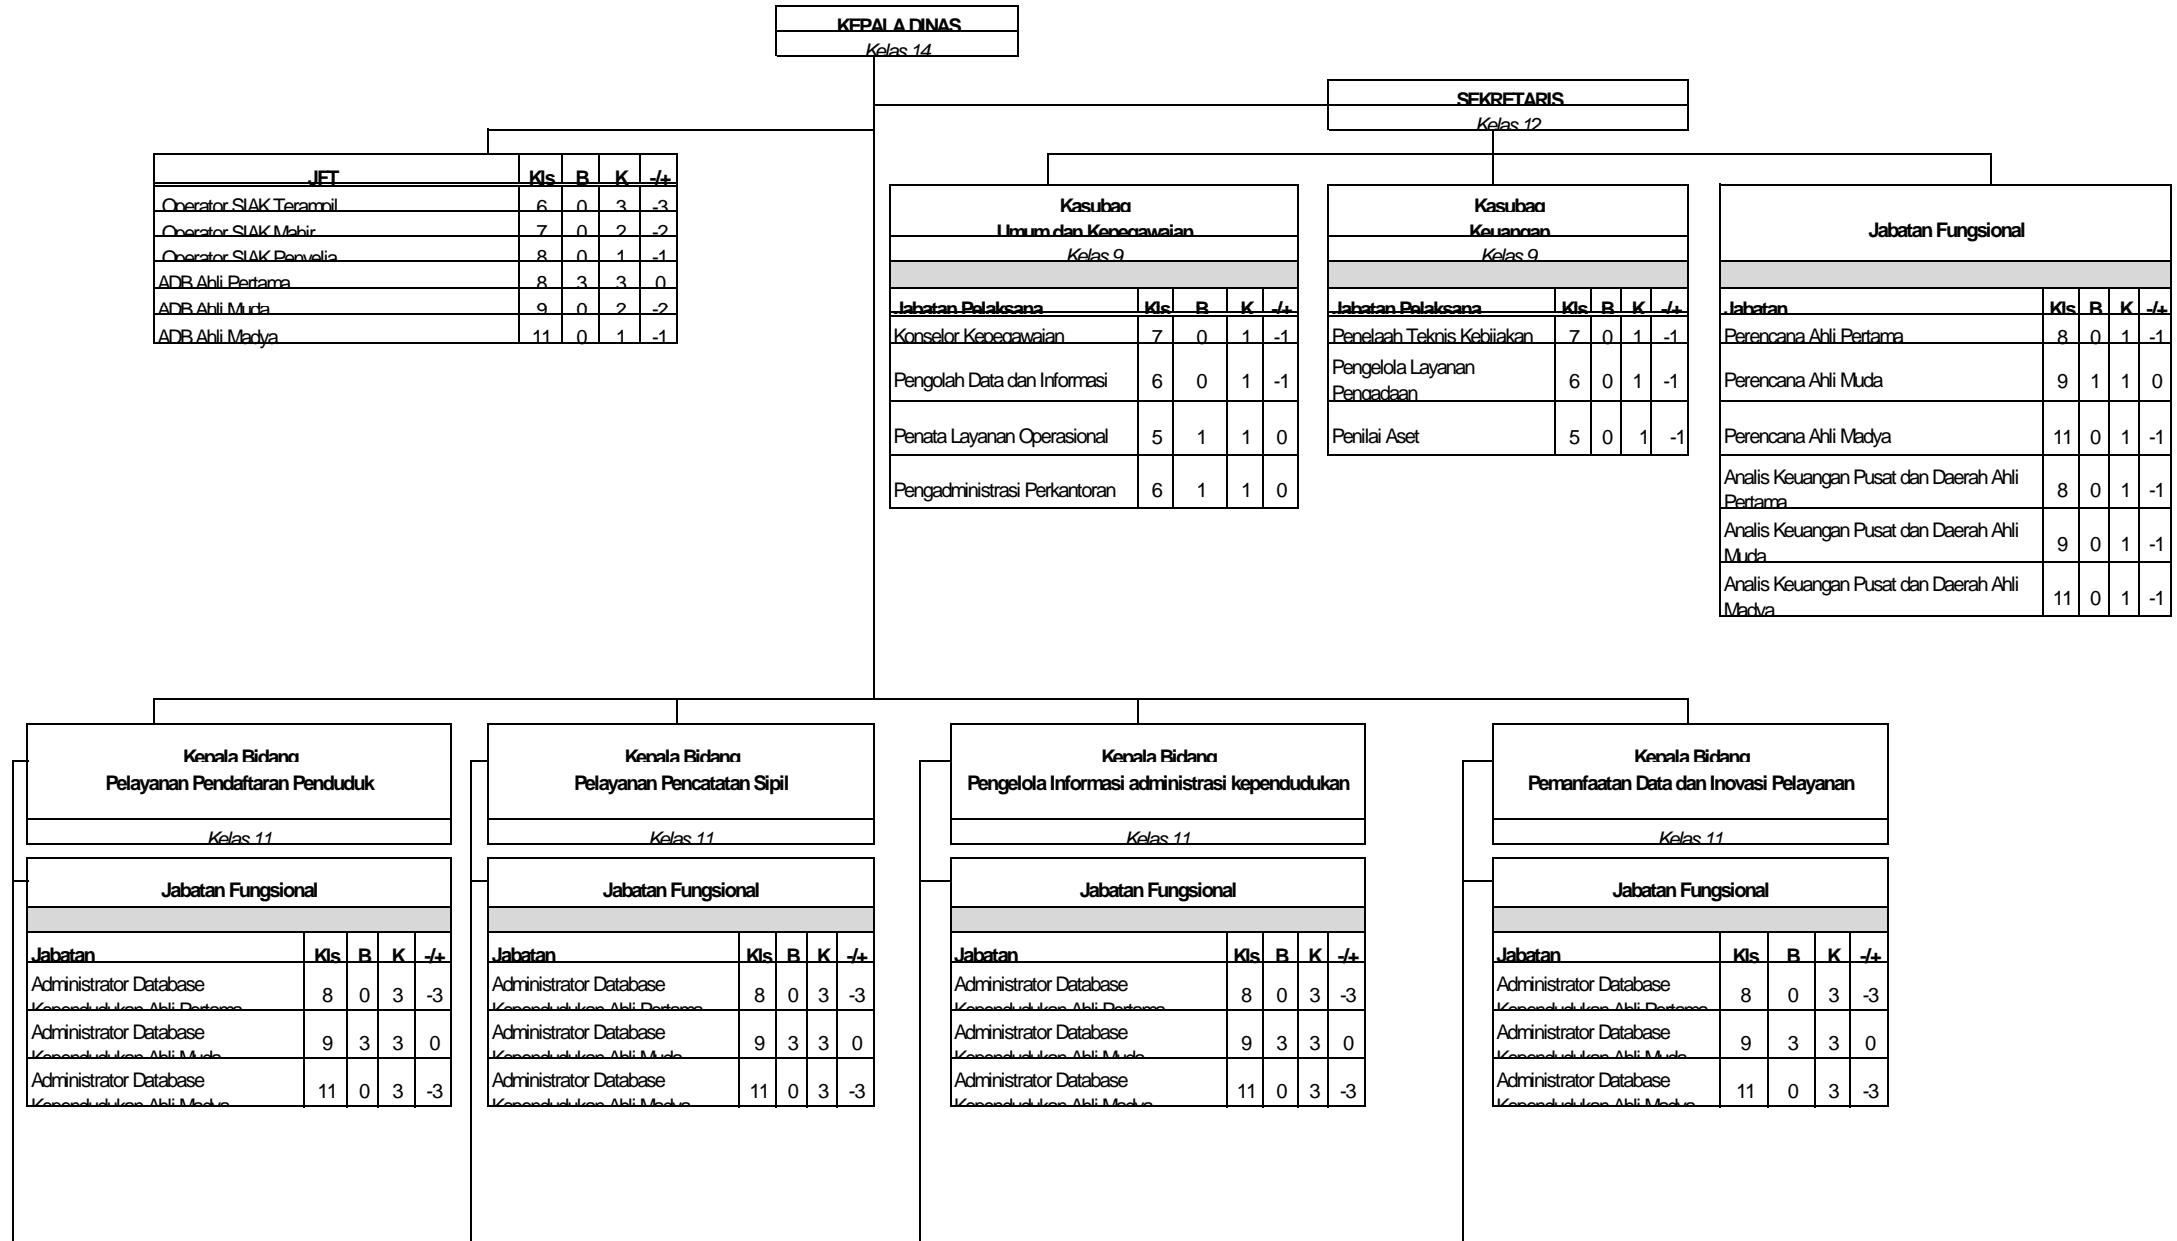 KEPALA DINAS
Kelas 14
SEKRETARIS
Kelas 12
JFT Kls B K -/+
Operator SIAK Terampil 6 0 3 -3
Operator SIAK Mahir 7 0 2 -2
Operator SIAK Penyelia 8 0 1 -1
ADB Ahli Pertama 8 3 3 0
ADB Ahli Muda 9 0 2 -2
ADB Ahli Madya 11 0 1 -1
Kasubag
Umum dan Kepegawaian
Kelas 9
Jabatan Pelaksana Kls B K -/+
Konselor Kepegawaian 7 0 1 -1
Pengolah Data dan Informasi 6 0 1 -1
Penata Layanan Operasional 5 1 1 0
Pengadministrasi Perkantoran 6 1 1 0
Kasubag
Keuangan
Kelas 9
Jabatan Pelaksana Kls B K -/+
Penelaah Teknis Kebijakan 7 0 1 -1
Pengelola Layanan
Pengadaan 6 0 1 -1
Penilai Aset 5 0 1 -1
Jabatan Fungsional
Jabatan Kls B K -/+
Perencana Ahli Pertama 8 0 1 -1
Perencana Ahli Muda 9 1 1 0
Perencana Ahli Madya 11 0 1 -1
Analis Keuangan Pusat dan Daerah Ahli
Pertama 8 0 1 -1
Analis Keuangan Pusat dan Daerah Ahli
Muda 9 0 1 -1
Analis Keuangan Pusat dan Daerah Ahli
Madya 11 0 1 -1
Kepala Bidang
Pelayanan Pendaftaran Penduduk
Kelas 11
Jabatan Fungsional
Jabatan Kls B K -/+
Administrator Database
Kependudukan Ahli Pertama 8 0 3 -3
Administrator Database
Kependudukan Ahli Muda 9 3 3 0
Administrator Database
Kependudukan Ahli Madya 11 0 3 -3
Kepala Bidang
Pelayanan Pencatatan Sipil
Kelas 11
Jabatan Fungsional
Jabatan Kls B K -/+
Administrator Database
Kependudukan Ahli Pertama 8 0 3 -3
Administrator Database
Kependudukan Ahli Muda 9 3 3 0
Administrator Database
Kependudukan Ahli Madya 11 0 3 -3
Kepala Bidang
Pengelola Informasi administrasi kependudukan
Kelas 11
Jabatan Fungsional
Jabatan Kls B K -/+
Administrator Database
Kependudukan Ahli Pertama 8 0 3 -3
Administrator Database
Kependudukan Ahli Muda 9 3 3 0
Administrator Database
Kependudukan Ahli Madya 11 0 3 -3
Kepala Bidang
Pemanfaatan Data dan Inovasi Pelayanan
Kelas 11
Jabatan Fungsional
Jabatan Kls B K -/+
Administrator Database
Kependudukan Ahli Pertama 8 0 3 -3
Administrator Database
Kependudukan Ahli Muda 9 3 3 0
Administrator Database
Kependudukan Ahli Madya 11 0 3 -3